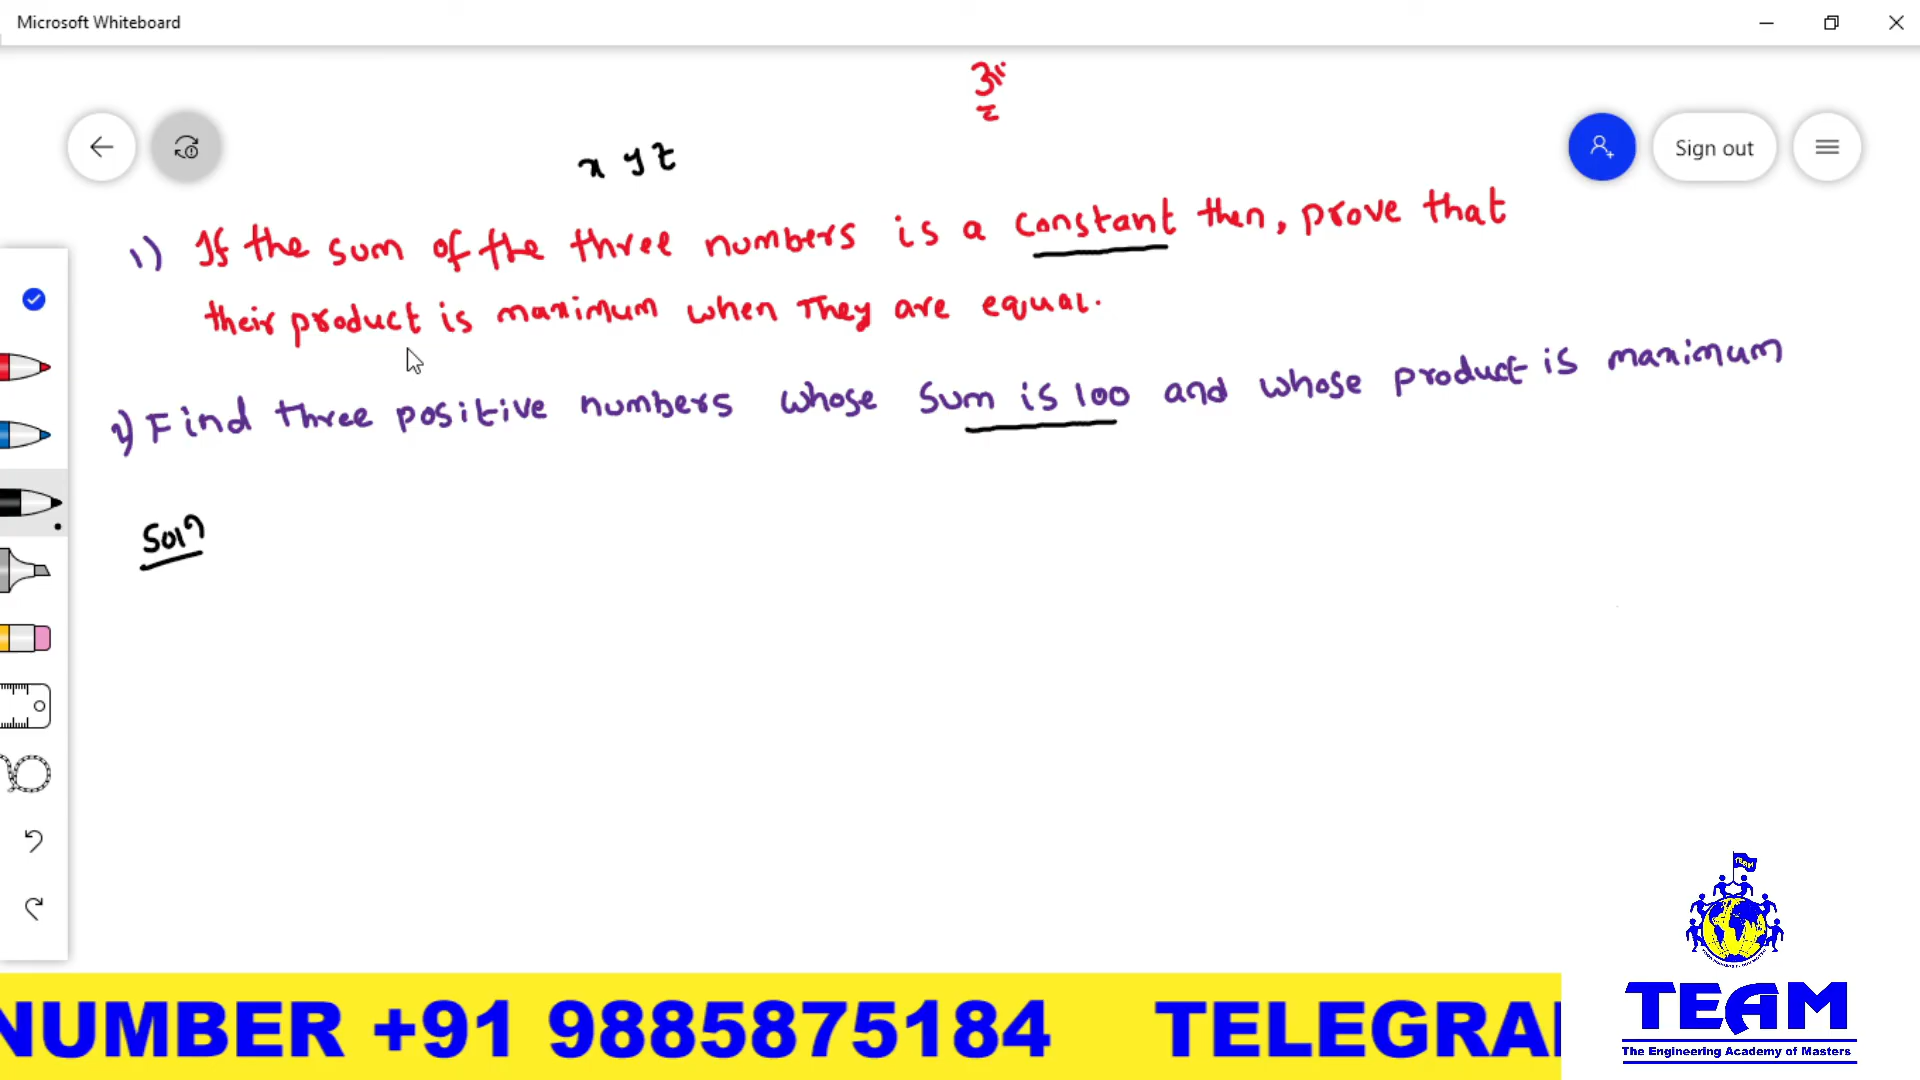 Microsoft Whiteboard
x y z
Sign out
1) If the sum of the three numbers is a constant then, prove that
their product is maximum when They are equal.
2) Find three positive numbers whose sum is 100 and whose product is maximum
Soln
NUMBER +91 9885875184 TELEGRA
TEAM
The Engineering Academy of Masters